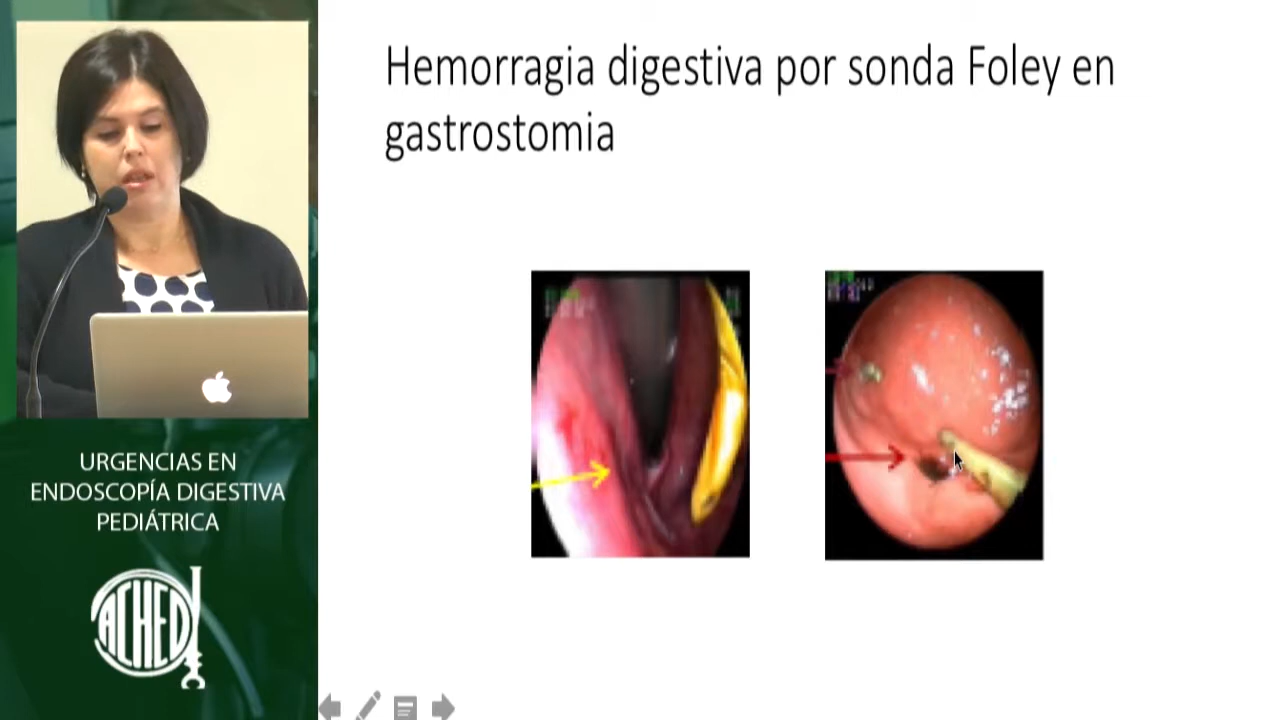 Hemorragia digestiva por sonda Foley en
gastrostomia
URGENCIAS EN
ENDOSCOPÍA DIGESTIVA
PEDIÁTRICA
ACHED